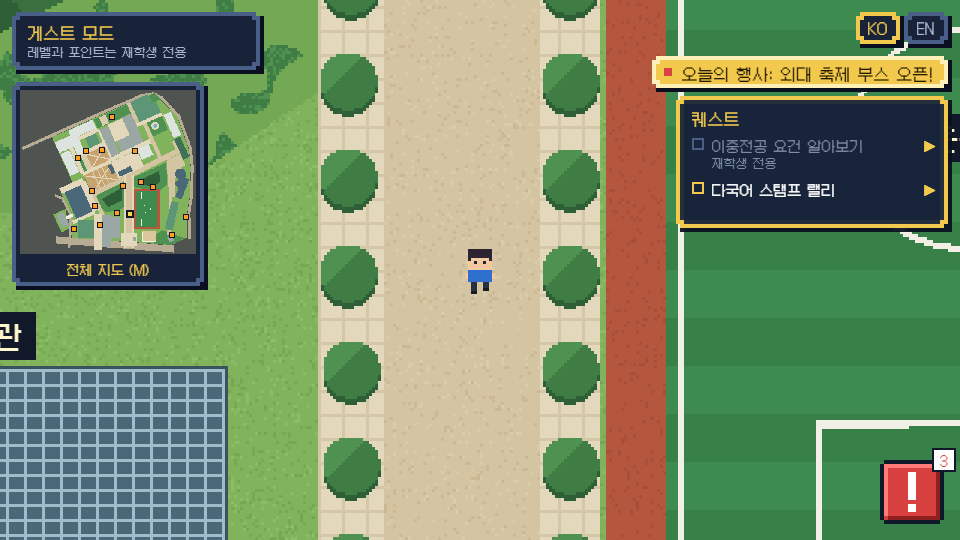 게스트 모드
레벨과 포인트는 재학생 전용
KO
EN
오늘의 행사: 외대 축제 부스 오픈!
퀘스트
이중전공 요건 알아보기
재학생 전용
다국어 스탬프 랠리
전체 지도 (M)
관
3
!